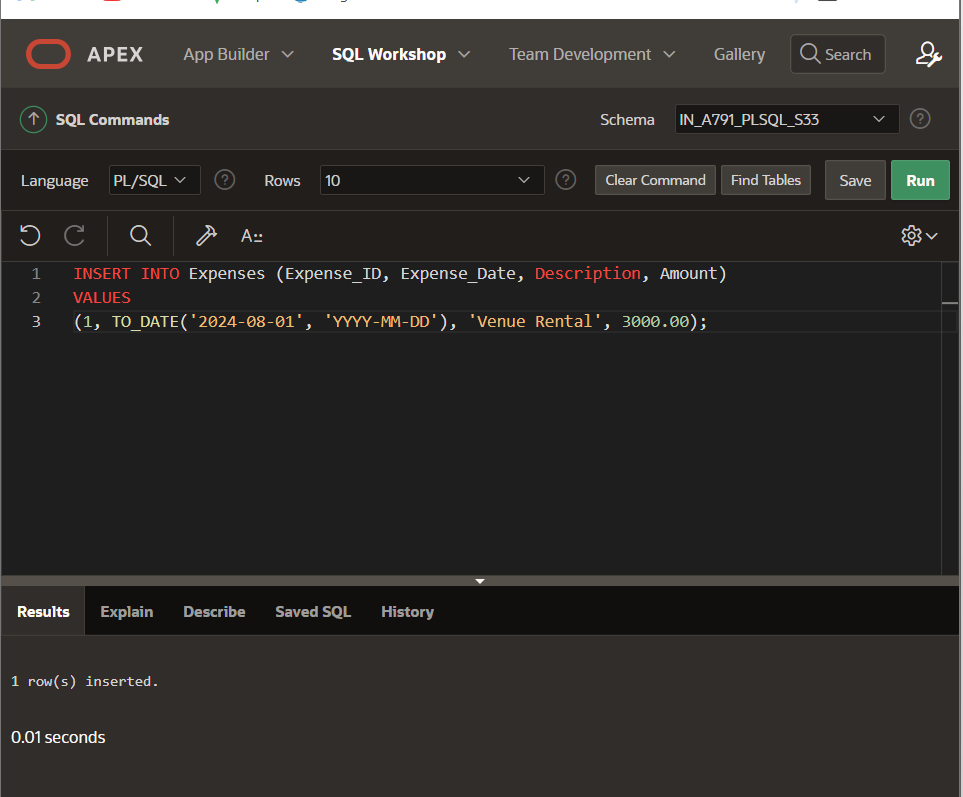 APEX App Builder SQL Workshop Team Development Gallery Search
SQL Commands Schema IN_A791_PLSQL_S33
Language PL/SQL Rows 10 Clear Command Find Tables Save Run
A::
1 INSERT INTO Expenses (Expense_ID, Expense_Date, Description, Amount)
2 VALUES
3 (1, TO_DATE('2024-08-01', 'YYYY-MM-DD'), 'Venue Rental', 3000.00);
Results Explain Describe Saved SQL History
1 row(s) inserted.
0.01 seconds